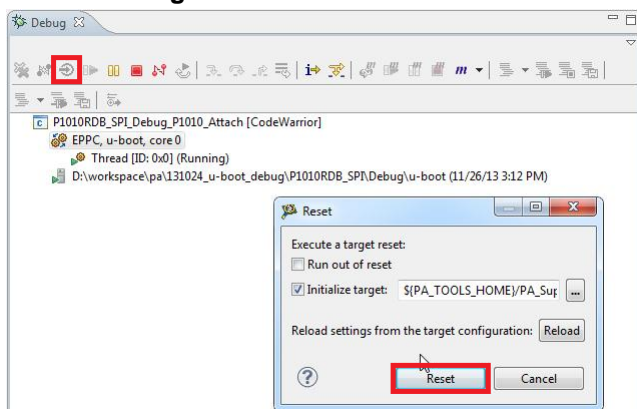 Debug
i
m
c P1010RDB_SPI_Debug_P1010_Attach [CodeWarrior]
EPPC, u-boot, core 0
Thread [ID: 0x0] (Running)
D:\workspace\pa\131024_u-boot_debug\P1010RDB_SPI\Debug\u-boot (11/26/13 3:12 PM)
Reset
Execute a target reset:
Run out of reset
Initialize target: ${PA_TOOLS_HOME}/PA_Sup ...
Reload settings from the target configuration: Reload
? Reset Cancel